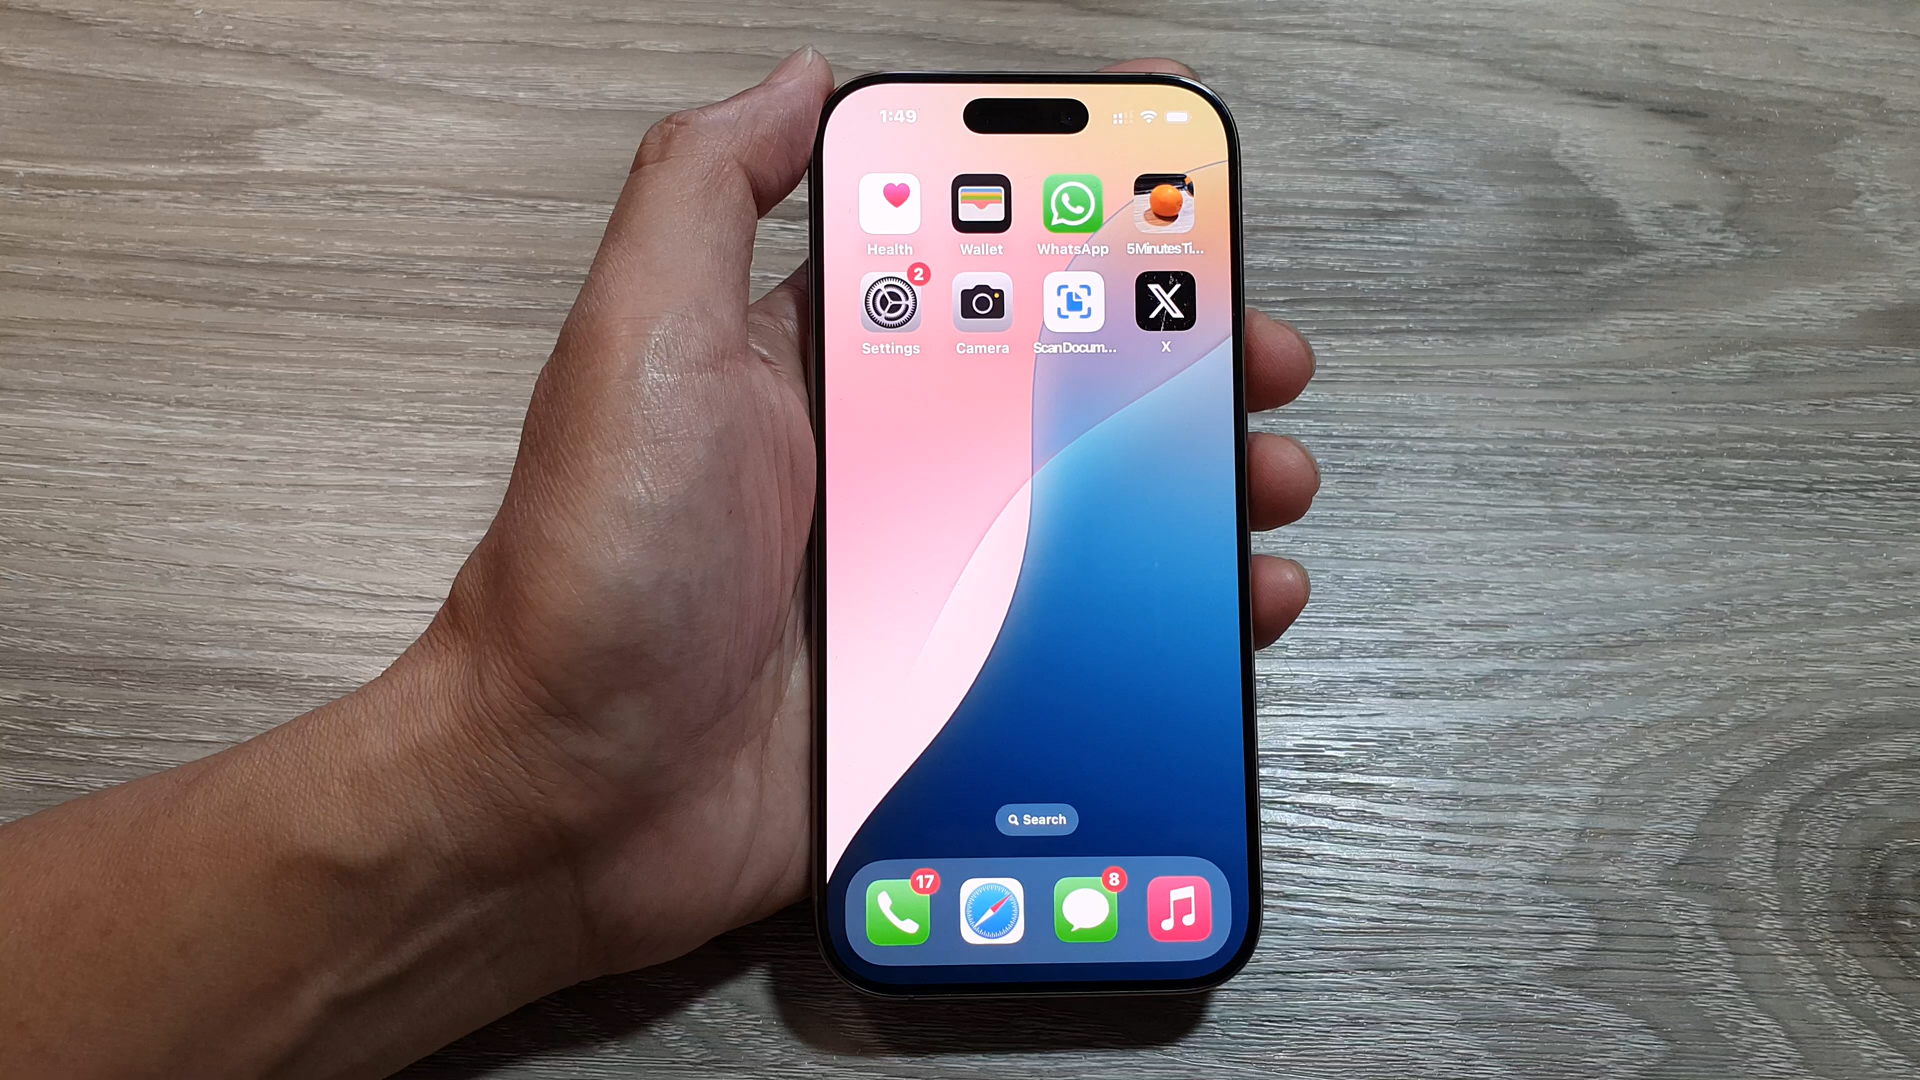 1:49
Health Wallet WhatsApp 5MinutesTi...
2
Settings Camera ScanDocum... X
Search
17 8